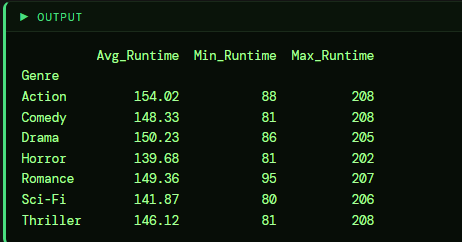 ▶ OUTPUT
Avg_Runtime Min_Runtime Max_Runtime
Genre
Action 154.02 88 208
Comedy 148.33 81 208
Drama 150.23 86 205
Horror 139.68 81 202
Romance 149.36 95 207
Sci-Fi 141.87 80 206
Thriller 146.12 81 208